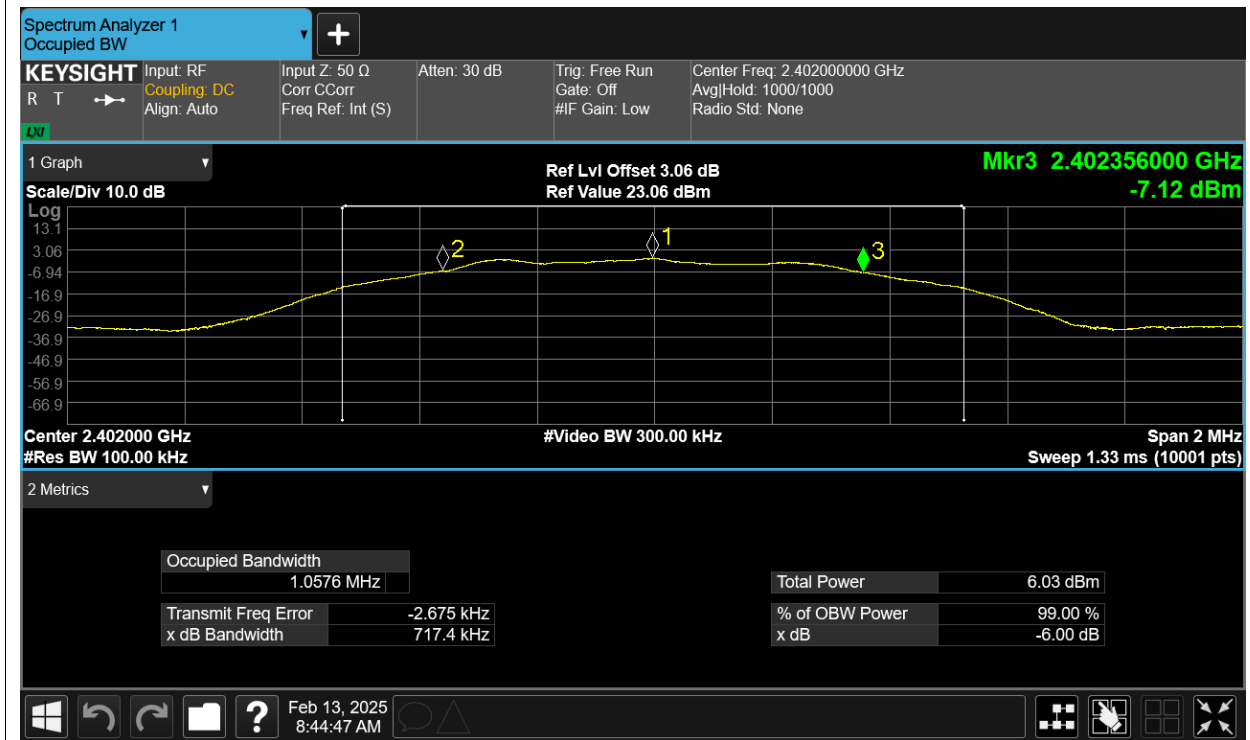 Spectrum Analyzer 1
Occupied BW
+
KEYSIGHT
R T
LXI
Input: RF
Coupling: DC
Align: Auto
Input Z: 50 Ω
Corr CCorr
Freq Ref: Int (S)
Atten: 30 dB
Trig: Free Run
Gate: Off
#IF Gain: Low
Center Freq: 2.402000000 GHz
Avg|Hold: 1000/1000
Radio Std: None
1 Graph
Scale/Div 10.0 dB
Ref Lvl Offset 3.06 dB
Ref Value 23.06 dBm
Mkr3 2.402356000 GHz
-7.12 dBm
Log
13.1
3.06
-6.94
-16.9
-26.9
-36.9
-46.9
-56.9
-66.9
2
1
3
Center 2.402000 GHz
#Video BW 300.00 kHz
Span 2 MHz
#Res BW 100.00 kHz
Sweep 1.33 ms (10001 pts)
2 Metrics
Occupied Bandwidth
1.0576 MHz
Total Power 6.03 dBm
Transmit Freq Error -2.675 kHz
% of OBW Power 99.00 %
x dB Bandwidth 717.4 kHz
x dB -6.00 dB
?
Feb 13, 2025
8:44:47 AM